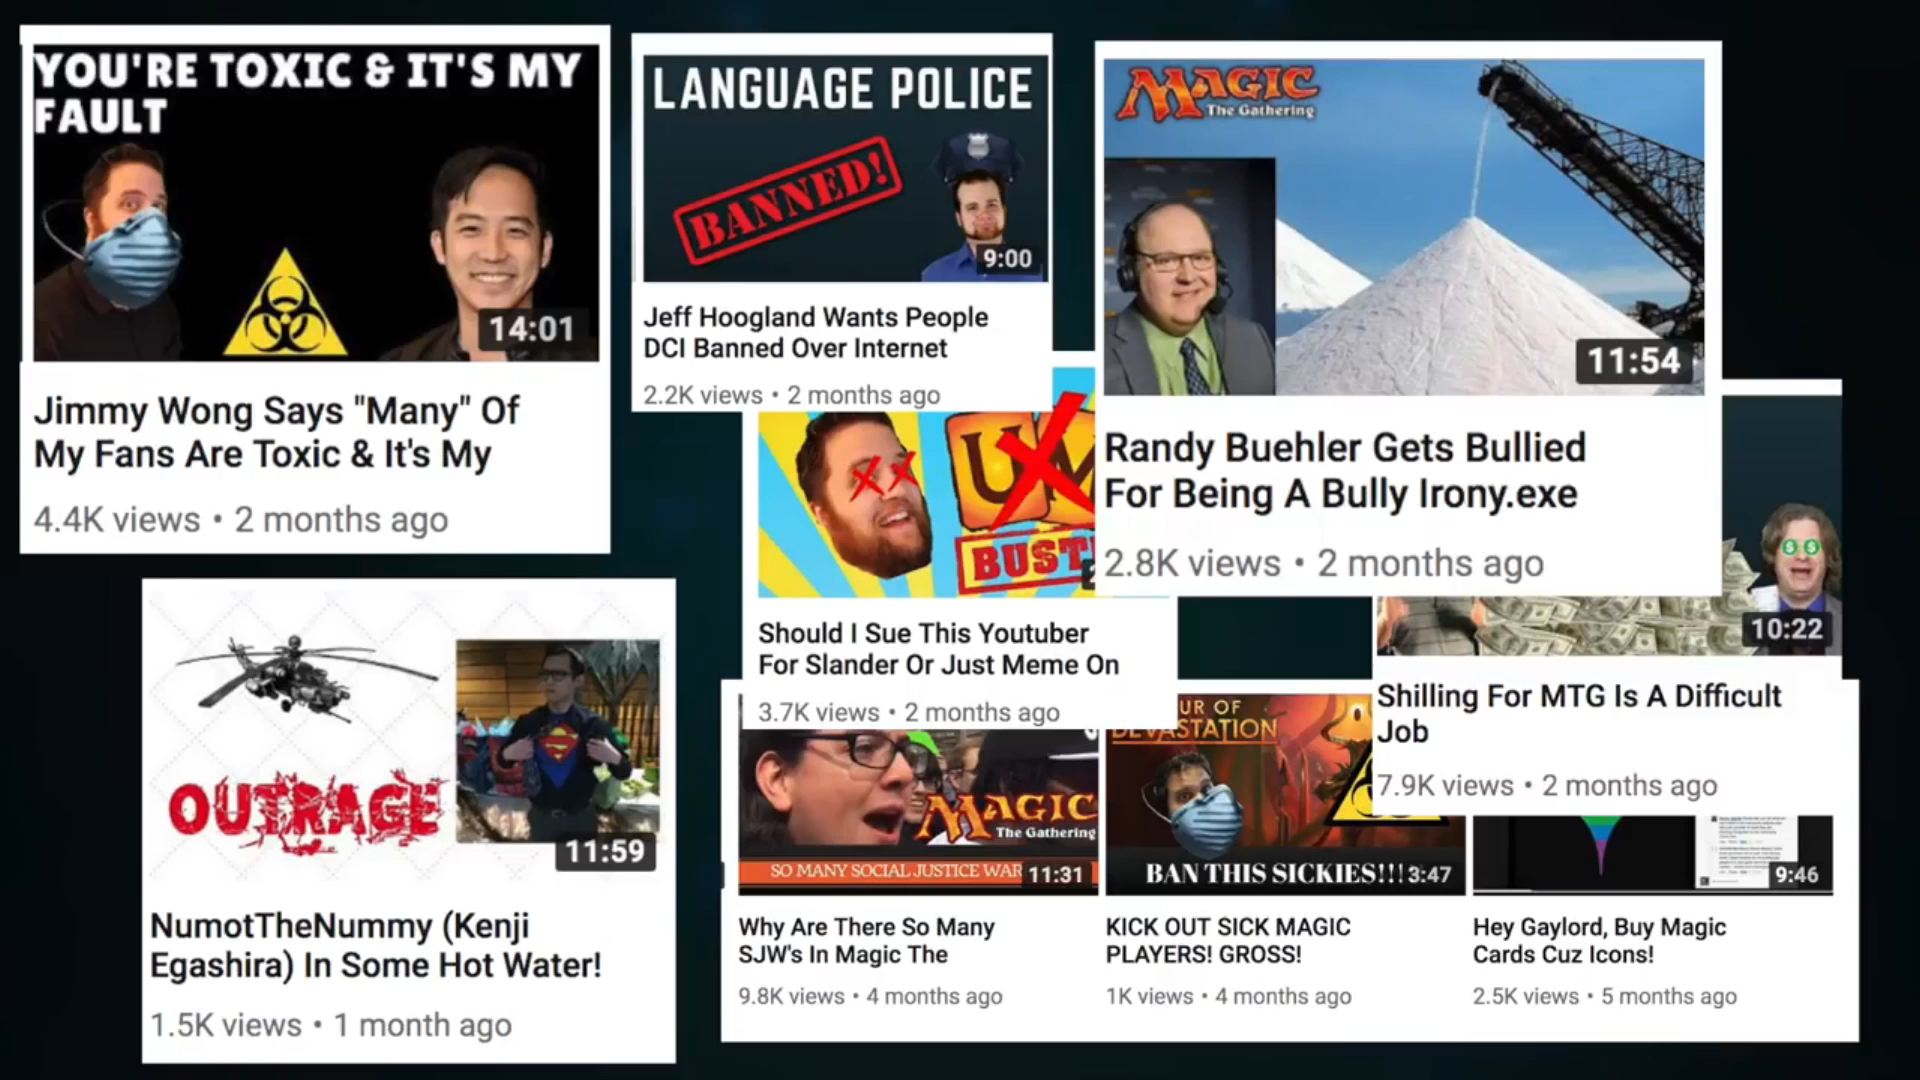 YOU'RE TOXIC & IT'S MY
FAULT
14:01
Jimmy Wong Says "Many" Of
My Fans Are Toxic & It's My
4.4K views • 2 months ago
LANGUAGE POLICE
BANNED!
9:00
Jeff Hoogland Wants People
DCI Banned Over Internet
2.2K views • 2 months ago
MAGIC
The Gathering
11:54
Randy Buehler Gets Bullied
For Being A Bully Irony.exe
2.8K views • 2 months ago
BUST
Should I Sue This Youtuber
For Slander Or Just Meme On
3.7K views • 2 months ago
10:22
Shilling For MTG Is A Difficult
Job
7.9K views • 2 months ago
OUTRAGE
11:59
NumotTheNummy (Kenji
Egashira) In Some Hot Water!
1.5K views • 1 month ago
MAGIC
The Gathering
SO MANY SOCIAL JUSTICE WAR
11:31
Why Are There So Many
SJW's In Magic The
9.8K views • 4 months ago
UR OF
DEVASTATION
BAN THIS SICKIES!!!
3:47
KICK OUT SICK MAGIC
PLAYERS! GROSS!
1K views • 4 months ago
9:46
Hey Gaylord, Buy Magic
Cards Cuz Icons!
2.5K views • 5 months ago